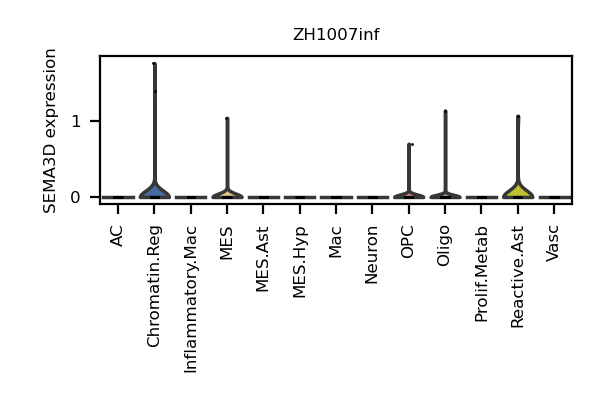 ZH1007inf
SEMA3D expression
1
0
AC
Chromatin.Reg
Inflammatory.Mac
MES
MES.Ast
MES.Hyp
Mac
Neuron
OPC
Oligo
Prolif.Metab
Reactive.Ast
Vasc